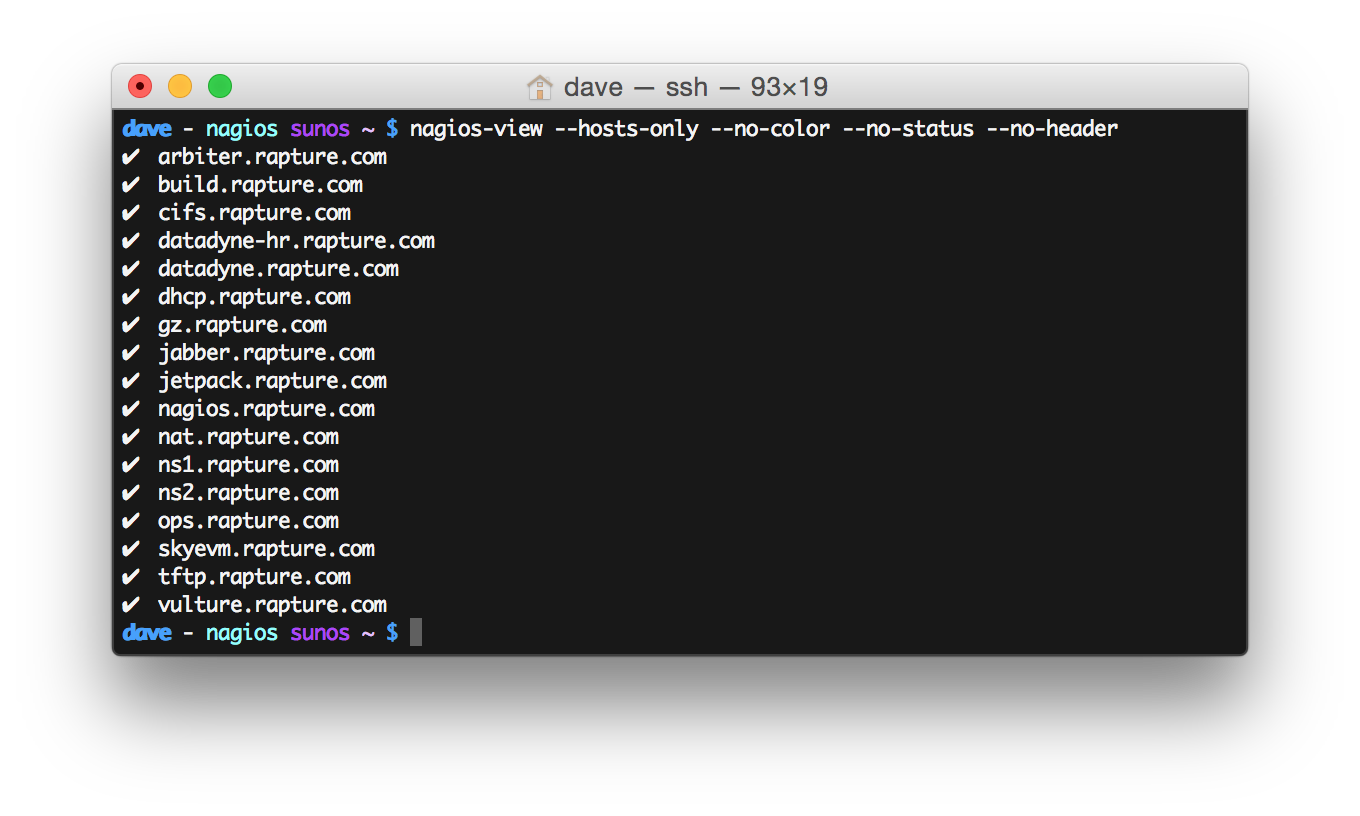 dave — ssh — 93×19
dave - nagios sunos ~ $ nagios-view --hosts-only --no-color --no-status --no-header
✔ arbiter.rapture.com
✔ build.rapture.com
✔ cifs.rapture.com
✔ datadyne-hr.rapture.com
✔ datadyne.rapture.com
✔ dhcp.rapture.com
✔ gz.rapture.com
✔ jabber.rapture.com
✔ jetpack.rapture.com
✔ nagios.rapture.com
✔ nat.rapture.com
✔ ns1.rapture.com
✔ ns2.rapture.com
✔ ops.rapture.com
✔ skyevm.rapture.com
✔ tftp.rapture.com
✔ vulture.rapture.com
dave - nagios sunos ~ $